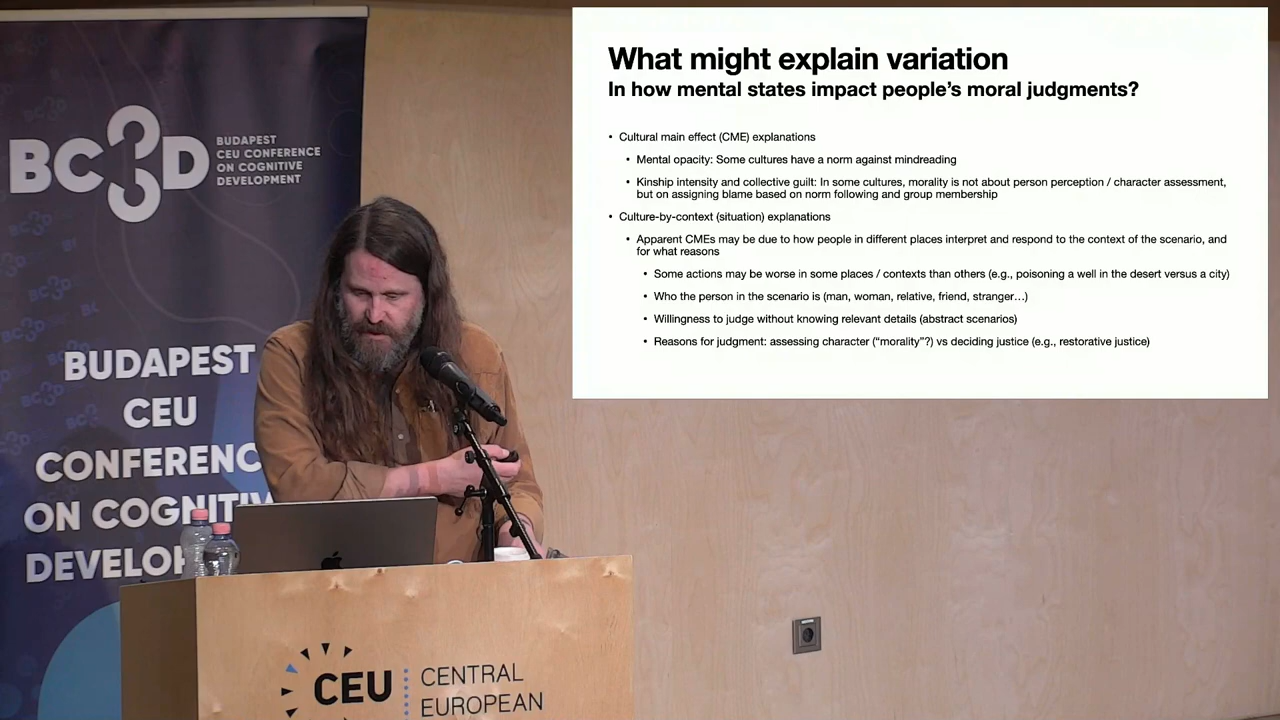 BC3D
BUDAPEST
CEU CONFERENCE
ON COGNITIVE
DEVELOPMENT
BUDAPEST
CEU
CONFERENC
ON COGNITIV
DEVELOP
What might explain variation
In how mental states impact people's moral judgments?
• Cultural main effect (CME) explanations
• Mental opacity: Some cultures have a norm against mindreading
• Kinship intensity and collective guilt: In some cultures, morality is not about person perception / character assessment,
but on assigning blame based on norm following and group membership
• Culture-by-context (situation) explanations
• Apparent CMEs may be due to how people in different places interpret and respond to the context of the scenario, and
for what reasons
• Some actions may be worse in some places / contexts than others (e.g., poisoning a well in the desert versus a city)
• Who the person in the scenario is (man, woman, relative, friend, stranger…)
• Willingness to judge without knowing relevant details (abstract scenarios)
• Reasons for judgment: assessing character (“morality”?) vs deciding justice (e.g., restorative justice)
CEU
CENTRAL
EUROPEAN